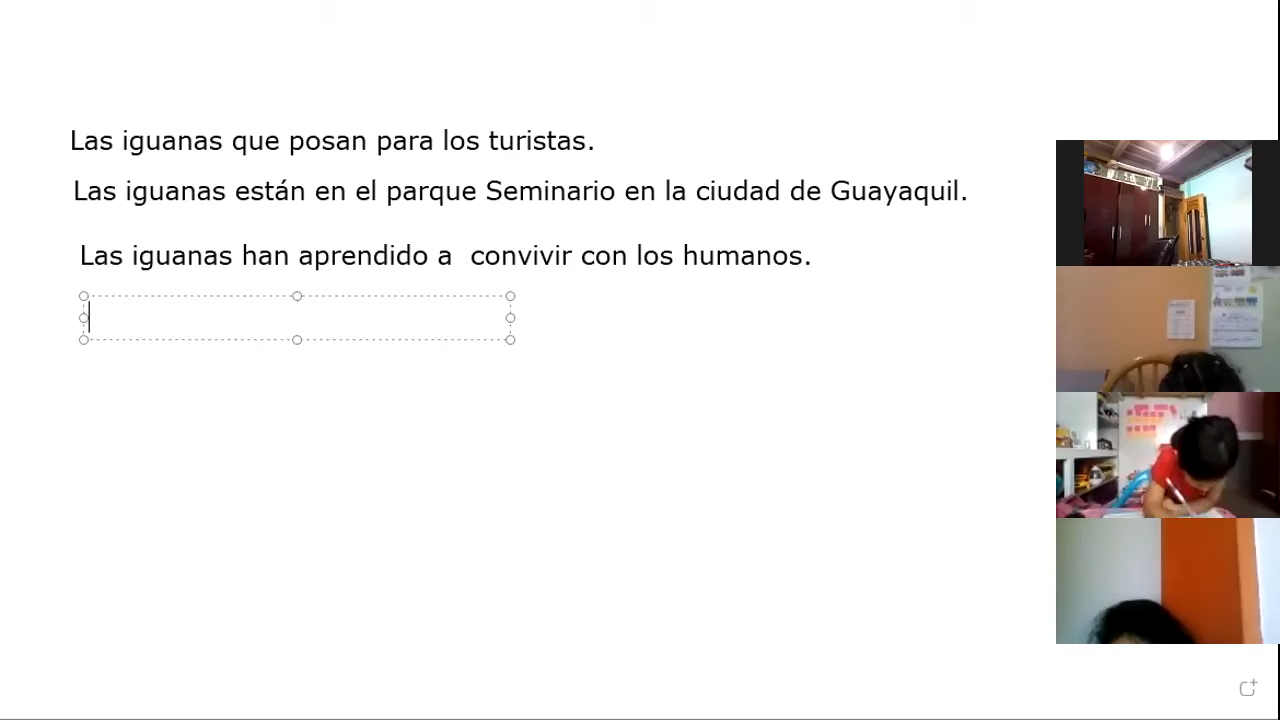 Las iguanas que posan para los turistas.
Las iguanas están en el parque Seminario en la ciudad de Guayaquil.
Las iguanas han aprendido a  convivir con los humanos.